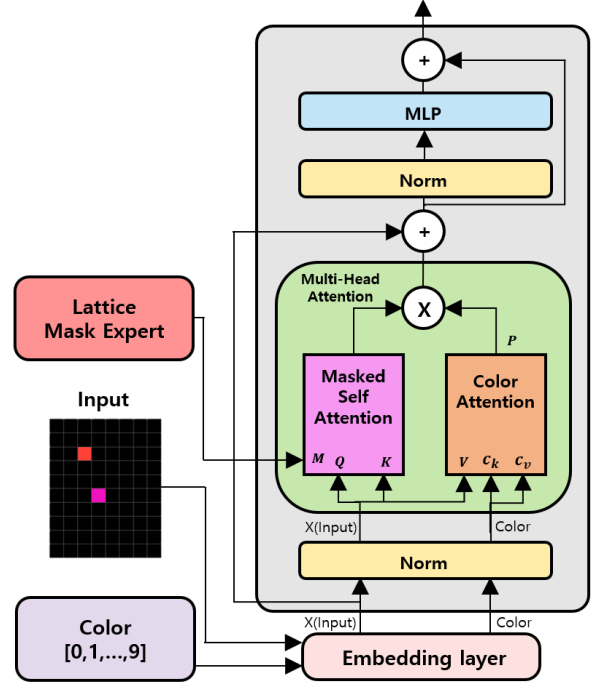 +
MLP
Norm
+
Multi-Head
Attention
X
P
Lattice
Mask Expert
Masked
Self
Attention
M Q K
Color
Attention
V C_k C_v
Input
X(Input)
Color
Norm
X(Input)
Color
Color
[0,1,...,9]
Embedding layer